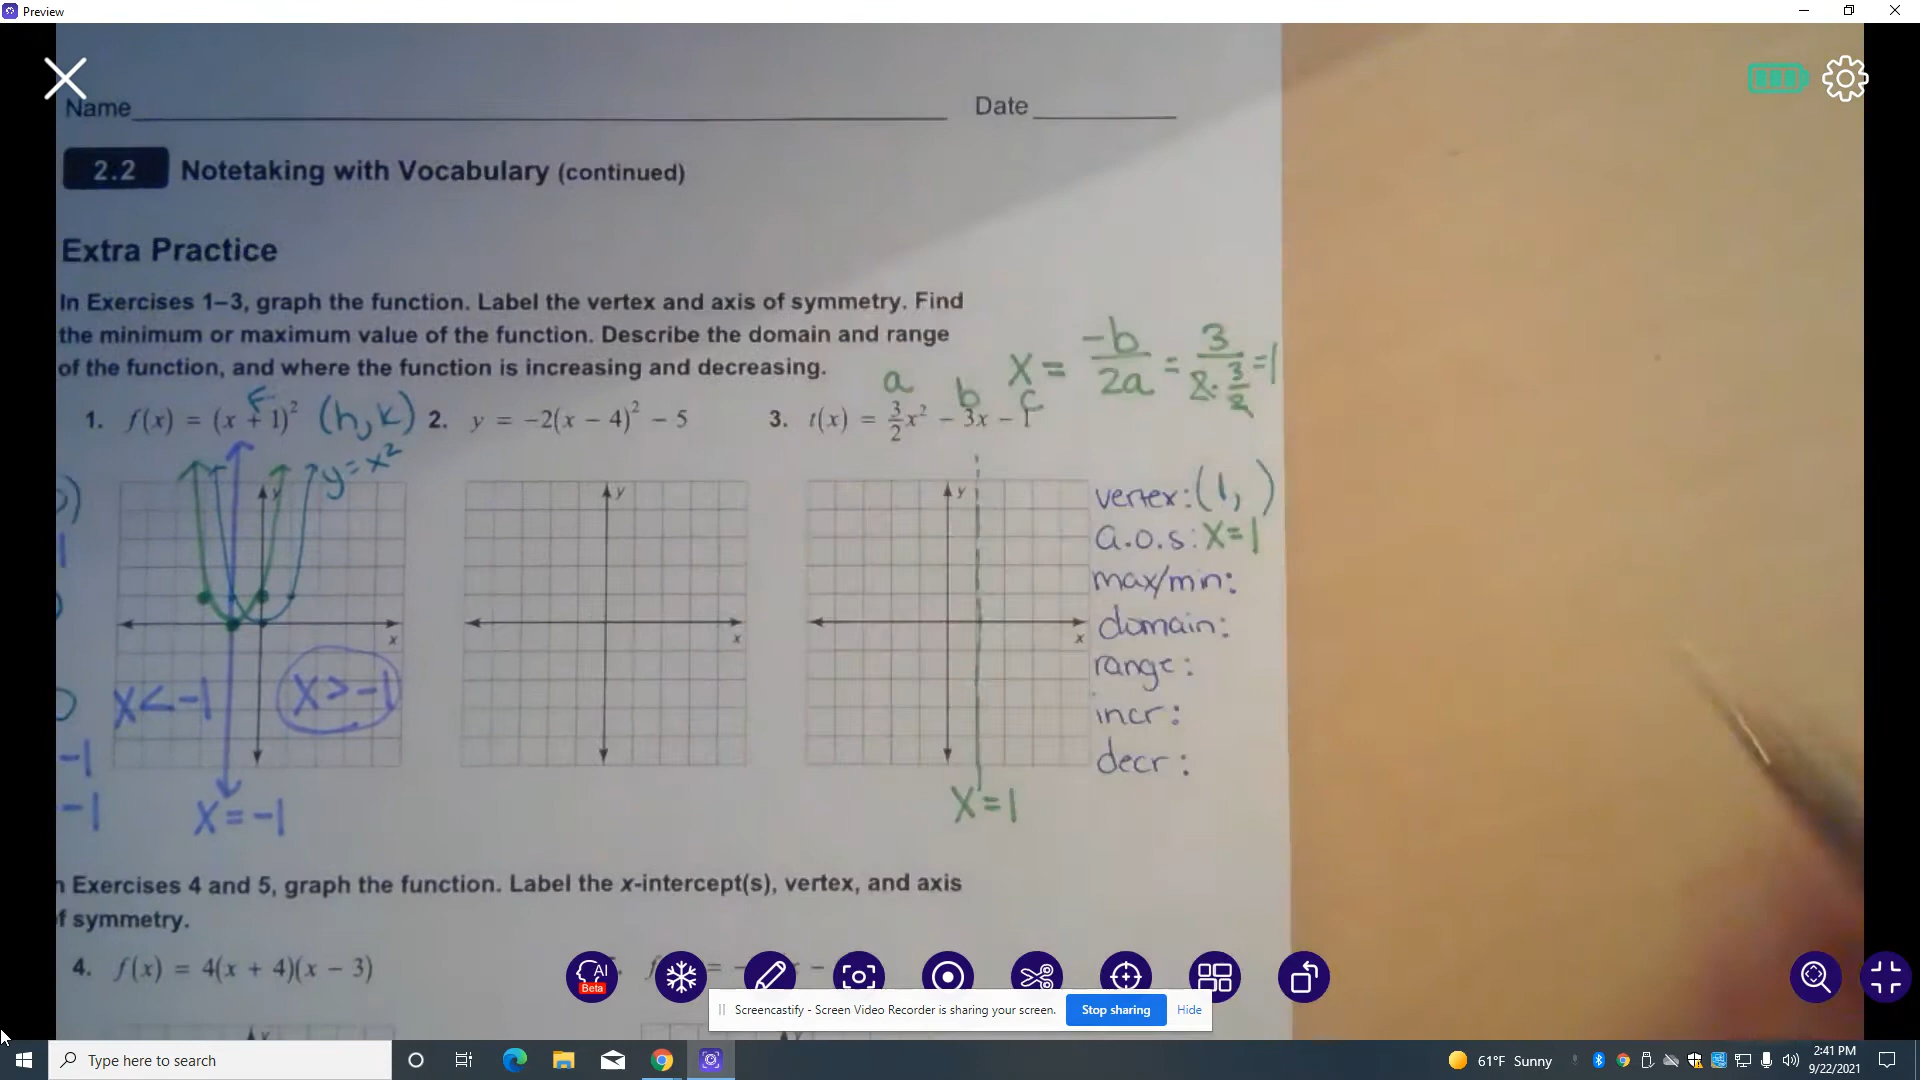 Preview
Name Date
2.2 Notetaking with Vocabulary (continued)
Extra Practice
In Exercises 1–3, graph the function. Label the vertex and axis of symmetry. Find
the minimum or maximum value of the function. Describe the domain and range
of the function, and where the function is increasing and decreasing.
x = -b/2a = 3/2·3/2 = 1
a b c
1. f(x) = (x + 1)² (h,k) 2. y = −2(x − 4)² − 5 3. t(x) = 3/2x² − 3x − 1
y=x²
y y y
vertex: (1, )
a.o.s: X=1
max/min:
x x x
domain:
range:
X<-1 X>-1
incr:
decr:
-1
-1
X=-1
X=1
Exercises 4 and 5, graph the function. Label the x-intercept(s), vertex, and axis
f symmetry.
4. f(x) = 4(x + 4)(x − 3)
AI
Beta
Screencastify - Screen Video Recorder is sharing your screen. Stop sharing Hide
Type here to search
61°F Sunny
2:41 PM
9/22/2021